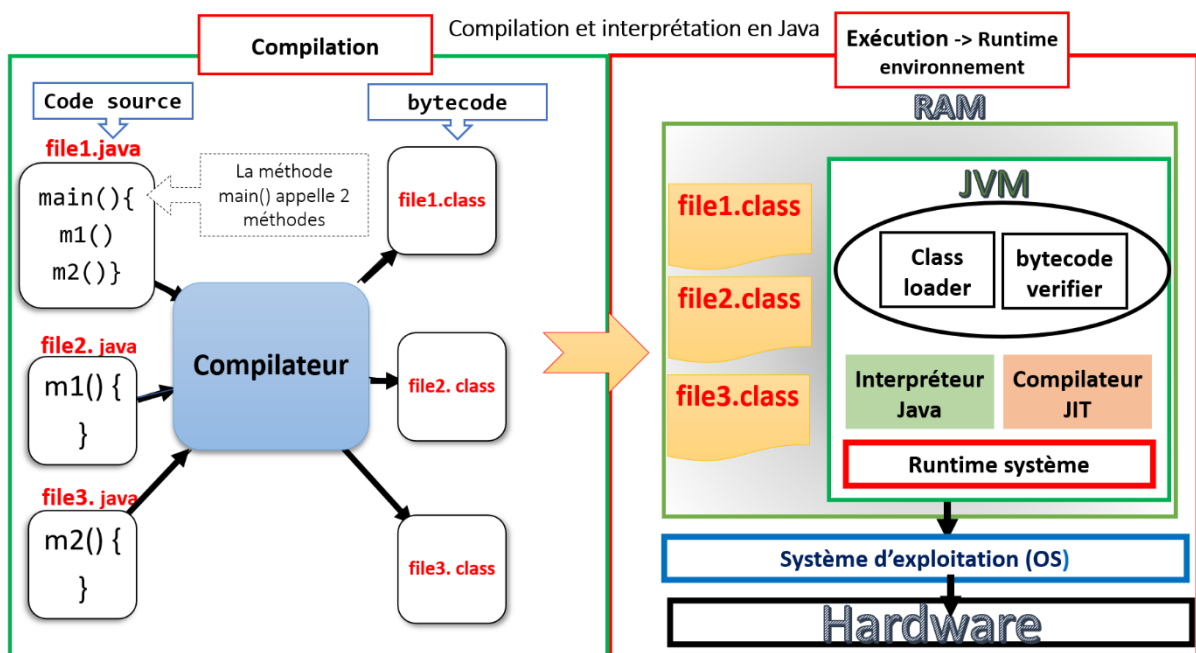 Compilation et interprétation en Java
Compilation
Code source
bytecode
file1.java
main(){
m1()
m2()}
La méthode
main() appelle 2
méthodes
file1.class
file2. java
m1() {
}
Compilateur
file2. class
file3. java
m2() {
}
file3. class
Exécution -> Runtime
environnement
RAM
file1.class
file2.class
file3.class
JVM
Class
loader
bytecode
verifier
Interpréteur
Java
Compilateur
JIT
Runtime système
Système d'exploitation (OS)
Hardware